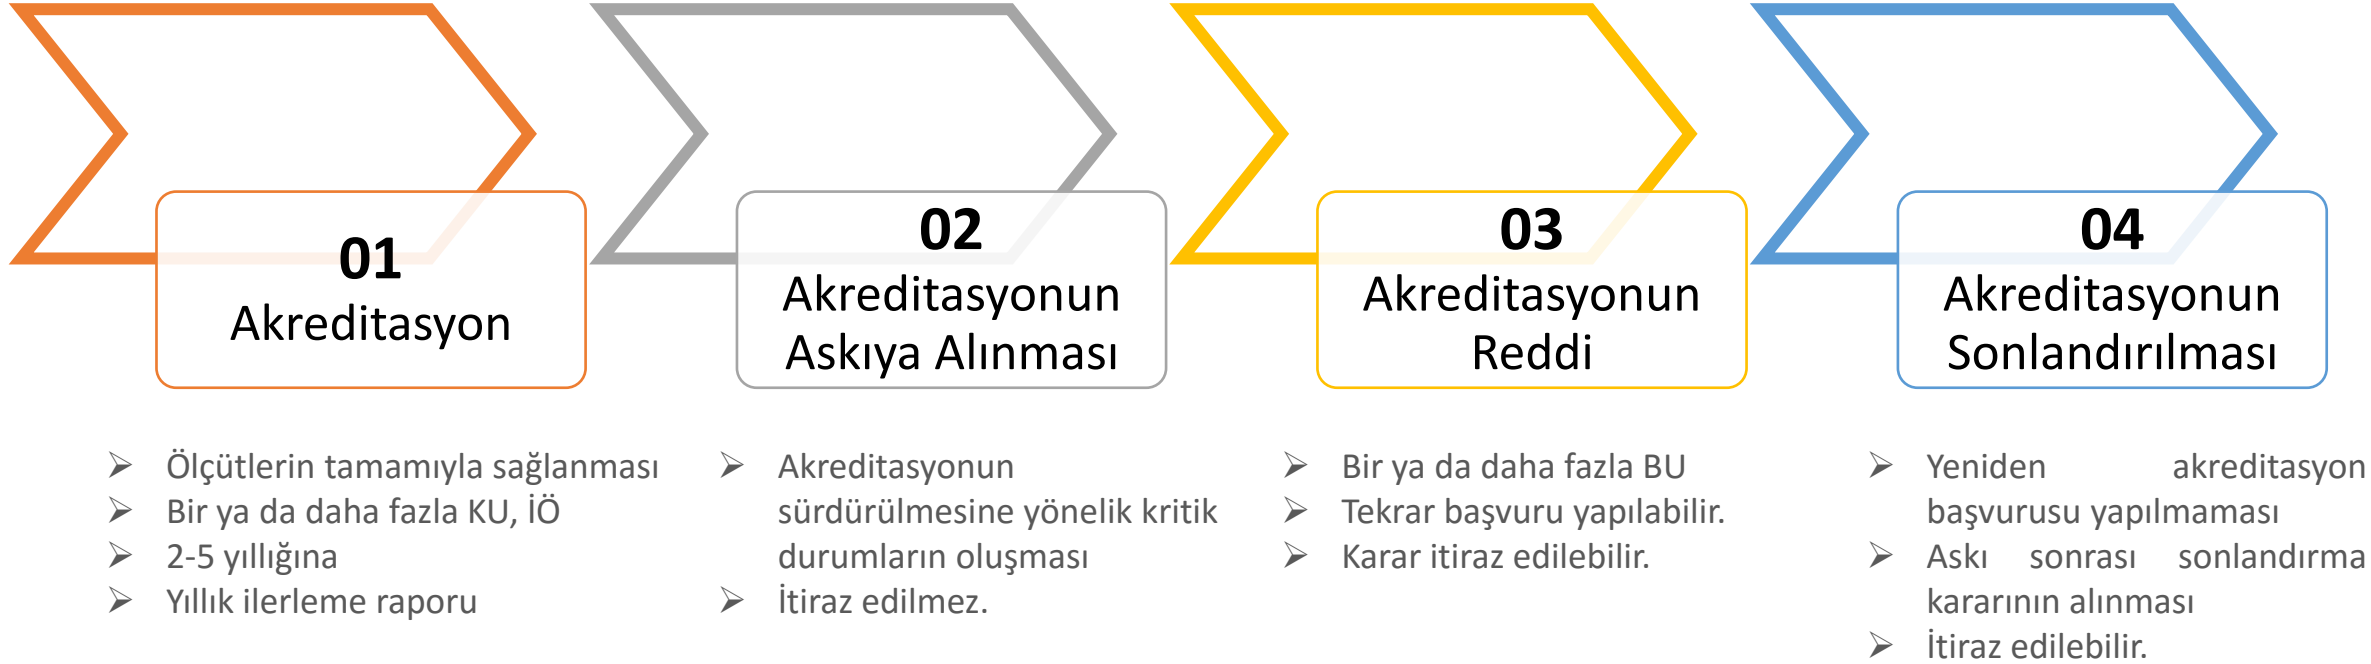 01
Akreditasyon
02
Akreditasyonun
Askıya Alınması
03
Akreditasyonun
Reddi
04
Akreditasyonun
Sonlandırılması
➢ Ölçütlerin tamamıyla sağlanması
➢ Bir ya da daha fazla KU, İÖ
➢ 2-5 yıllığına
➢ Yıllık ilerleme raporu
➢ Akreditasyonun
sürdürülmesine yönelik kritik
durumların oluşması
➢ İtiraz edilmez.
➢ Bir ya da daha fazla BU
➢ Tekrar başvuru yapılabilir.
➢ Karar itiraz edilebilir.
➢ Yeniden akreditasyon
başvurusu yapılmaması
➢ Askı sonrası sonlandırma
kararının alınması
➢ İtiraz edilebilir.